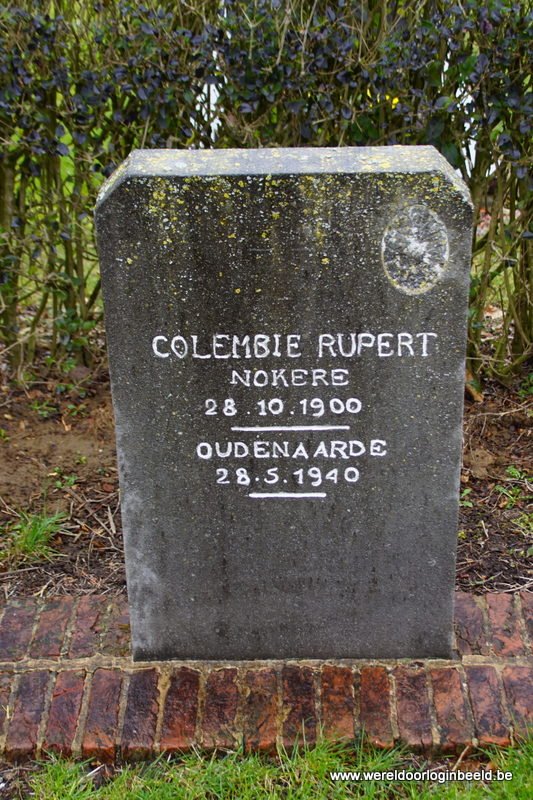 COLEMBIE RUPERT
NOKERE
28.10.1900
OUDENAARDE
28.5.1940
www.wereldoorloginbeeld.be